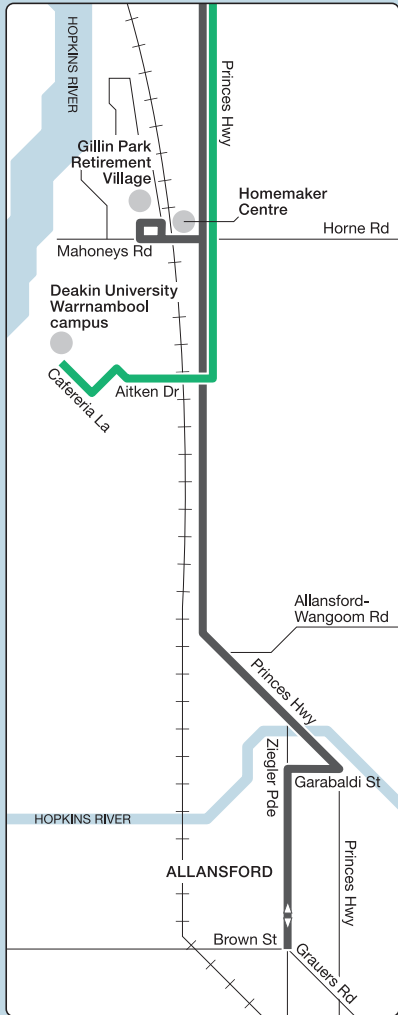 HOPKINS RIVER
Princes Hwy
Gillin Park
Retirement
Village
Homemaker
Centre
Horne Rd
Mahoneys Rd
Deakin University
Warrnambool
campus
Cafereria La
Aitken Dr
Allansford-
Wangoom Rd
Princes Hwy
Ziegler Pde
Garabaldi St
HOPKINS RIVER
Princes Hwy
ALLANSFORD
Brown St
Grauers Rd